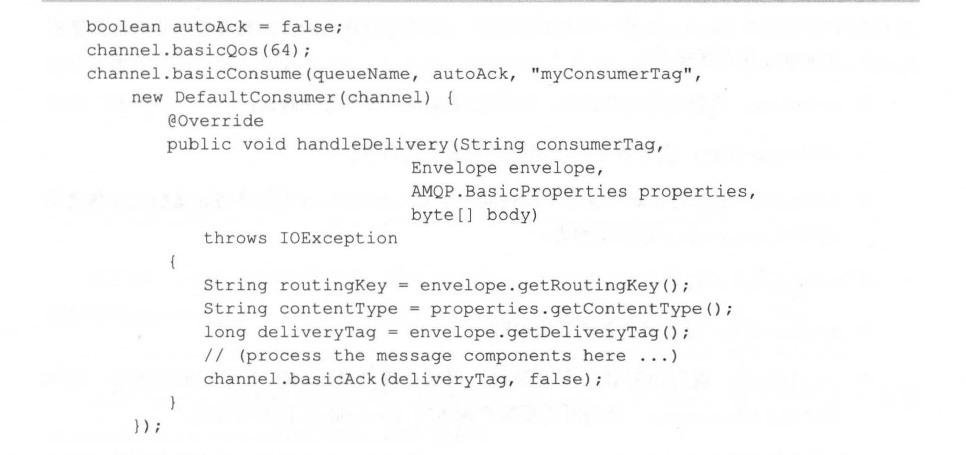 boolean autoAck = false;
channel.basicQos(64);
channel.basicConsume(queueName, autoAck, "myConsumerTag",
    new DefaultConsumer(channel) {
        @Override
        public void handleDelivery(String consumerTag,
                                   Envelope envelope,
                                   AMQP.BasicProperties properties,
                                   byte[] body)
            throws IOException
        {
            String routingKey = envelope.getRoutingKey();
            String contentType = properties.getContentType();
            long deliveryTag = envelope.getDeliveryTag();
            // (process the message components here ...)
            channel.basicAck(deliveryTag, false);
        }
    });